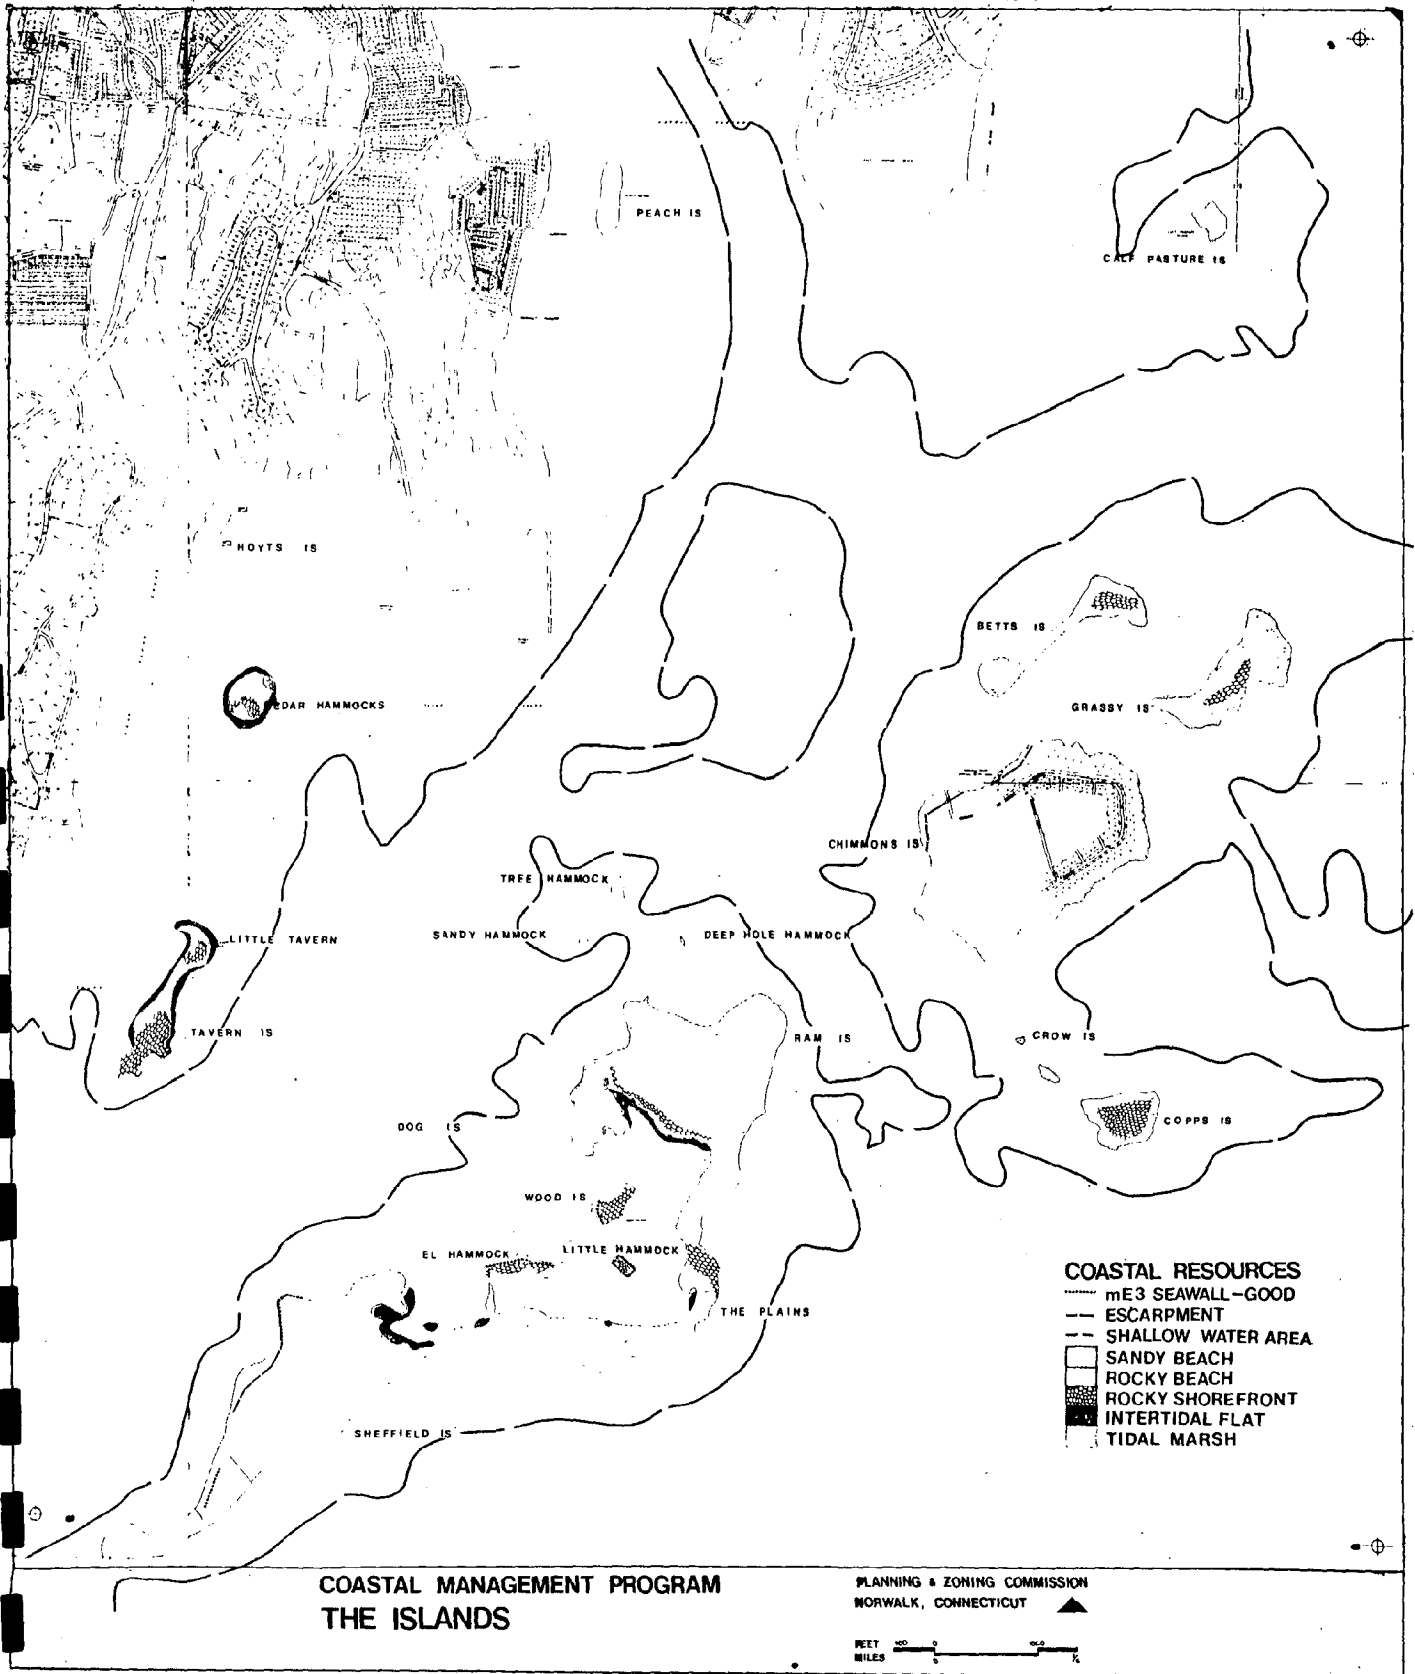 PEACH IS
CALF PASTURE IS
HOYTS IS
BETTS IS
EDAR HAMMOCKS
GRASSY IS
CHIMMONS IS
TREE HAMMOCK
LITTLE TAVERN
SANDY HAMMOCK
DEEP HOLE HAMMOCK
TAVERN IS
RAM IS
CROW IS
DOG IS
COPPS IS
WOOD IS
EL HAMMOCK
LITTLE HAMMOCK
THE PLAINS
SHEFFIELD IS
COASTAL RESOURCES
mE3 SEAWALL-GOOD
ESCARPMENT
SHALLOW WATER AREA
SANDY BEACH
ROCKY BEACH
ROCKY SHOREFRONT
INTERTIDAL FLAT
TIDAL MARSH
COASTAL MANAGEMENT PROGRAM
THE ISLANDS
PLANNING & ZONING COMMISSION
NORWALK, CONNECTICUT
FEET
MILES